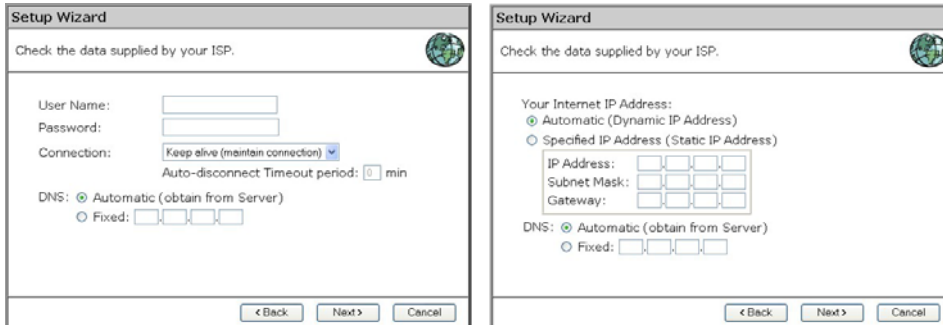 Setup Wizard
Check the data supplied by your ISP.
User Name:
Password:
Connection: Keep alive (maintain connection)
Auto-disconnect Timeout period: 0 min
DNS: Automatic (obtain from Server)
Fixed: . . .
< Back Next > Cancel
Setup Wizard
Check the data supplied by your ISP.
Your Internet IP Address:
Automatic (Dynamic IP Address)
Specified IP Address (Static IP Address)
IP Address: . . .
Subnet Mask: . . .
Gateway: . . .
DNS: Automatic (obtain from Server)
Fixed: . . .
< Back Next > Cancel